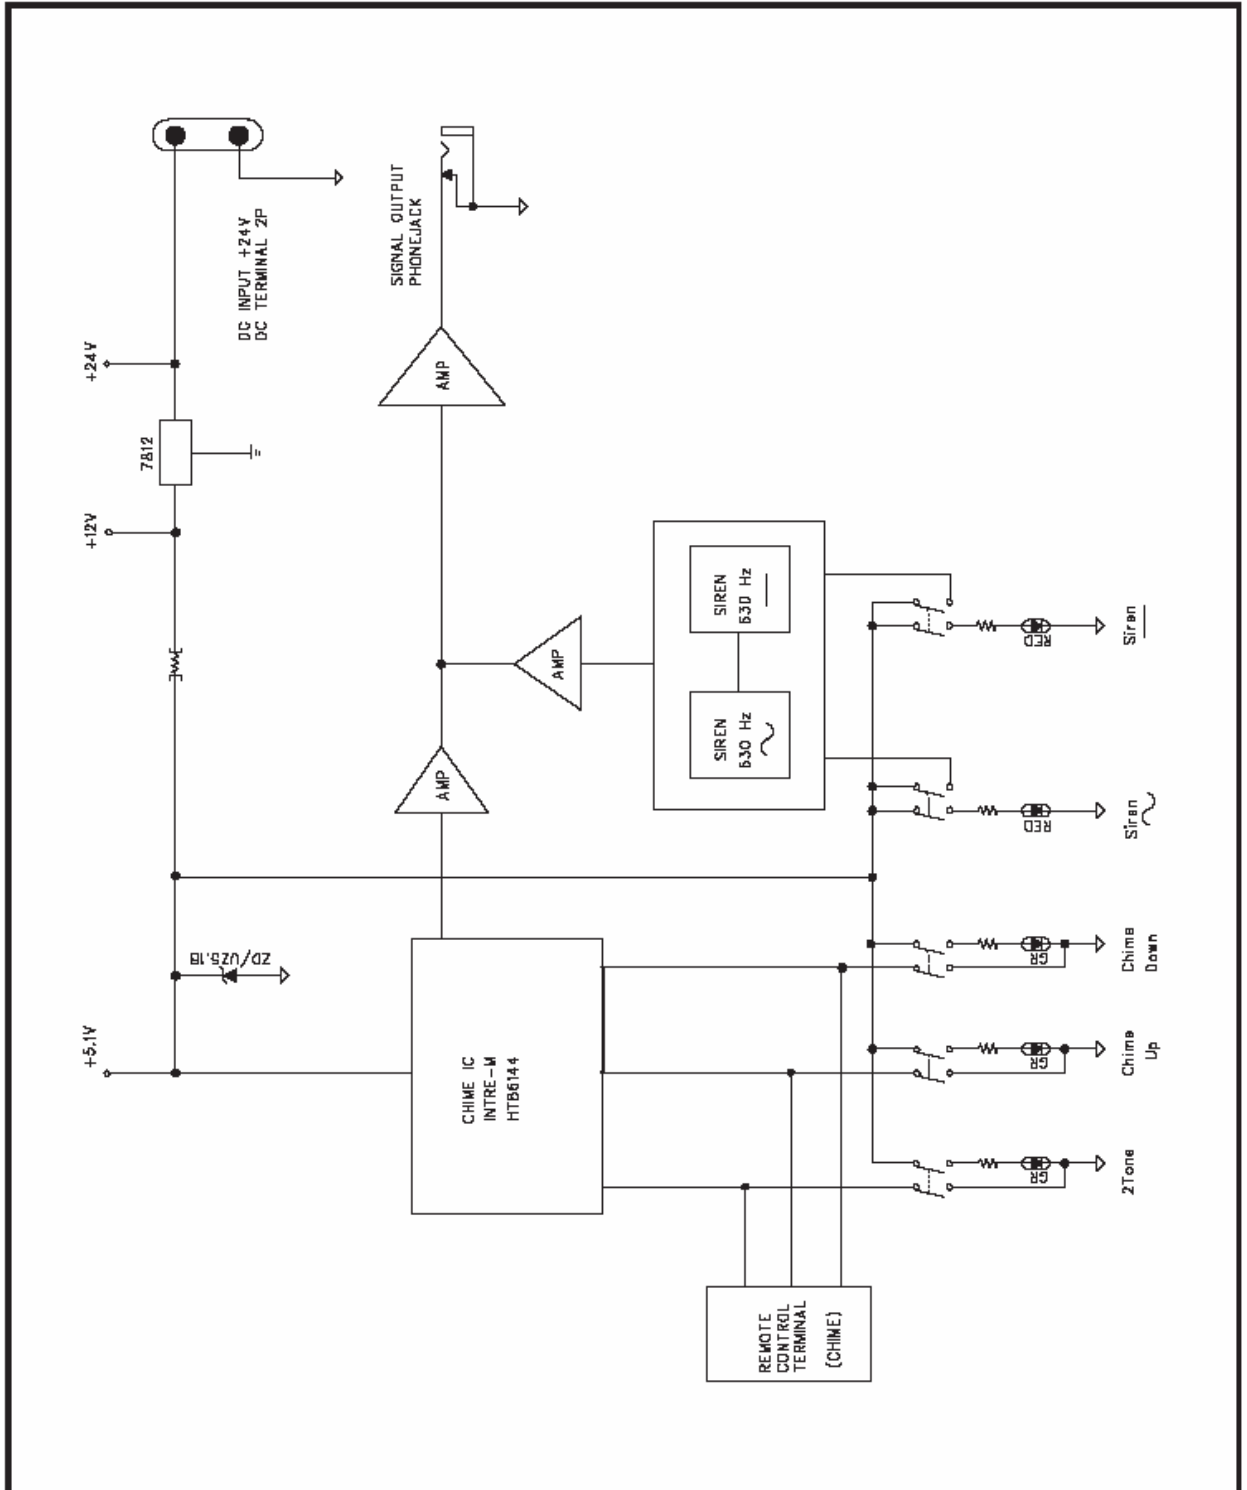 +5.1V
+12V
+24V
7812
ZD/UZ5.1B
DC INPUT +24V
DC TERMINAL 2P
SIGNAL OUTPUT
PHONEJACK
CHIME IC
INTRE-M
HTB6144
AMP
AMP
AMP
SIREN
630 Hz
SIREN
630 Hz
REMOTE
CONTROL
TERMINAL
(CHIME)
GR
GR
GR
RED
RED
2Tone
Chime
Up
Chime
Down
Siren
Siren